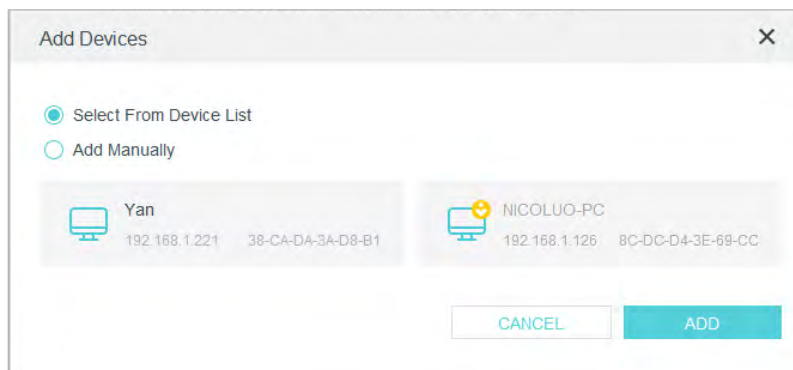 Add Devices
Select From Device List
Add Manually
Yan
192.168.1.221 38-CA-DA-3A-D8-B1
NICOLUO-PC
192.168.1.126 8C-DC-D4-3E-69-CC
CANCEL ADD